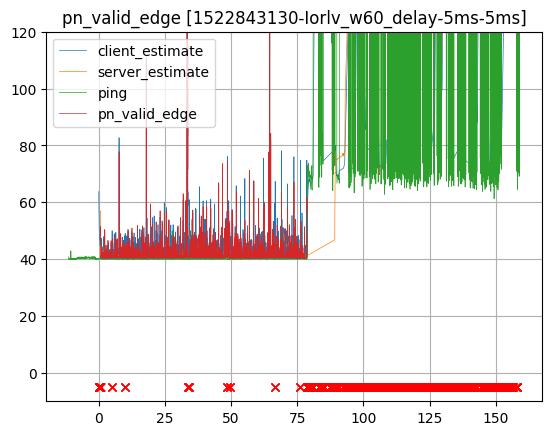 pn_valid_edge [1522843130-lorlv_w60_delay-5ms-5ms]
client_estimate
server_estimate
ping
pn_valid_edge
120
100
80
60
40
20
0
0
25
50
75
100
125
150